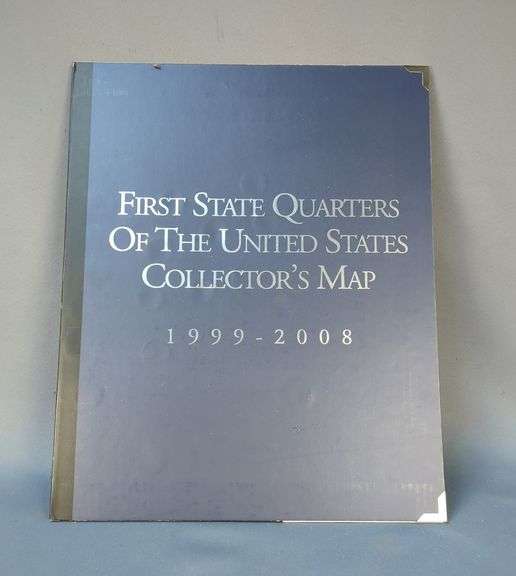 FIRST STATE QUARTERS
OF THE UNITED STATES
COLLECTOR'S MAP
1999-2008